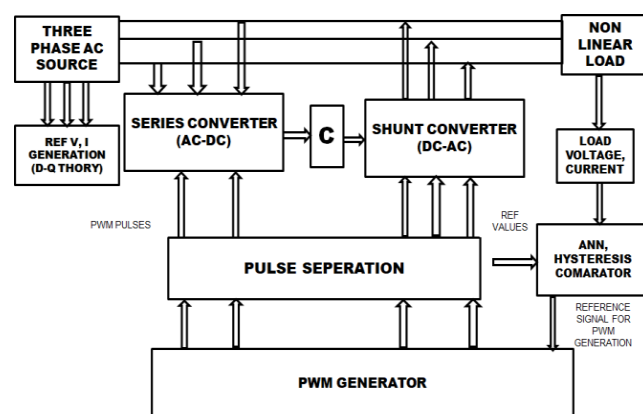 THREE
PHASE AC
SOURCE
NON
LINEAR
LOAD
REF V, I
GENERATION
(D-Q THORY)
SERIES CONVERTER
(AC-DC)
C
SHUNT CONVERTER
(DC-AC)
LOAD
VOLTAGE,
CURRENT
PWM PULSES
REF
VALUES
PULSE SEPERATION
ANN,
HYSTERESIS
COMARATOR
REFERENCE
SIGNAL FOR
PWM
GENERATION
PWM GENERATOR